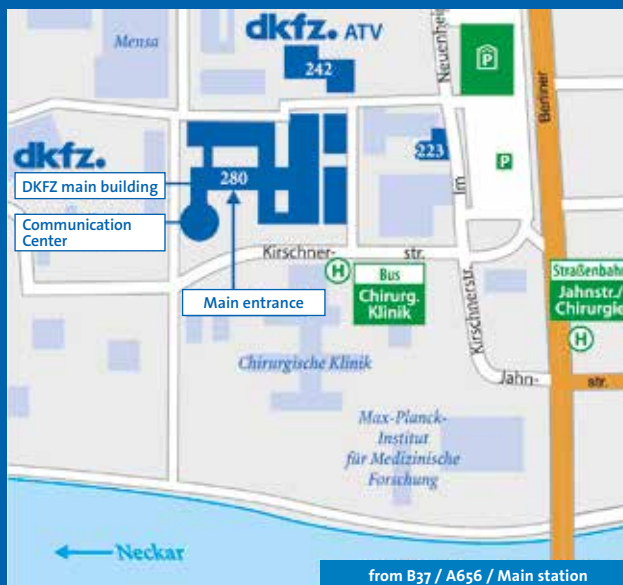 Mensa
dkfz. ATV
242
Neuenhei
P
Berliner
dkfz.
223
P
DKFZ main building
280
Im
Communication
Center
Kirschner-
str.
H
Bus
Chirurg.
Klinik
Straßenbahn
Jahnstr./
Chirurgie
H
Main entrance
Kirschnerstr.
Chirurgische Klinik
Jahn-
str.
Max-Planck-
Institut
für Medizinische
Forschung
Neckar
from B37 / A656 / Main station